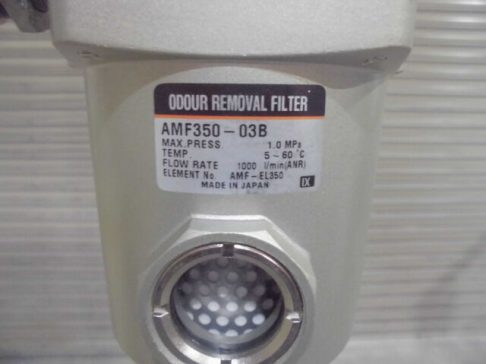 ODOUR REMOVAL FILTER
AMF350-03B
MAX.PRESS 1.0 MPa
TEMP. 5~60 ℃
FLOW RATE 1000 l/min(ANR)
ELEMENT No. AMF-EL350
MADE IN JAPAN